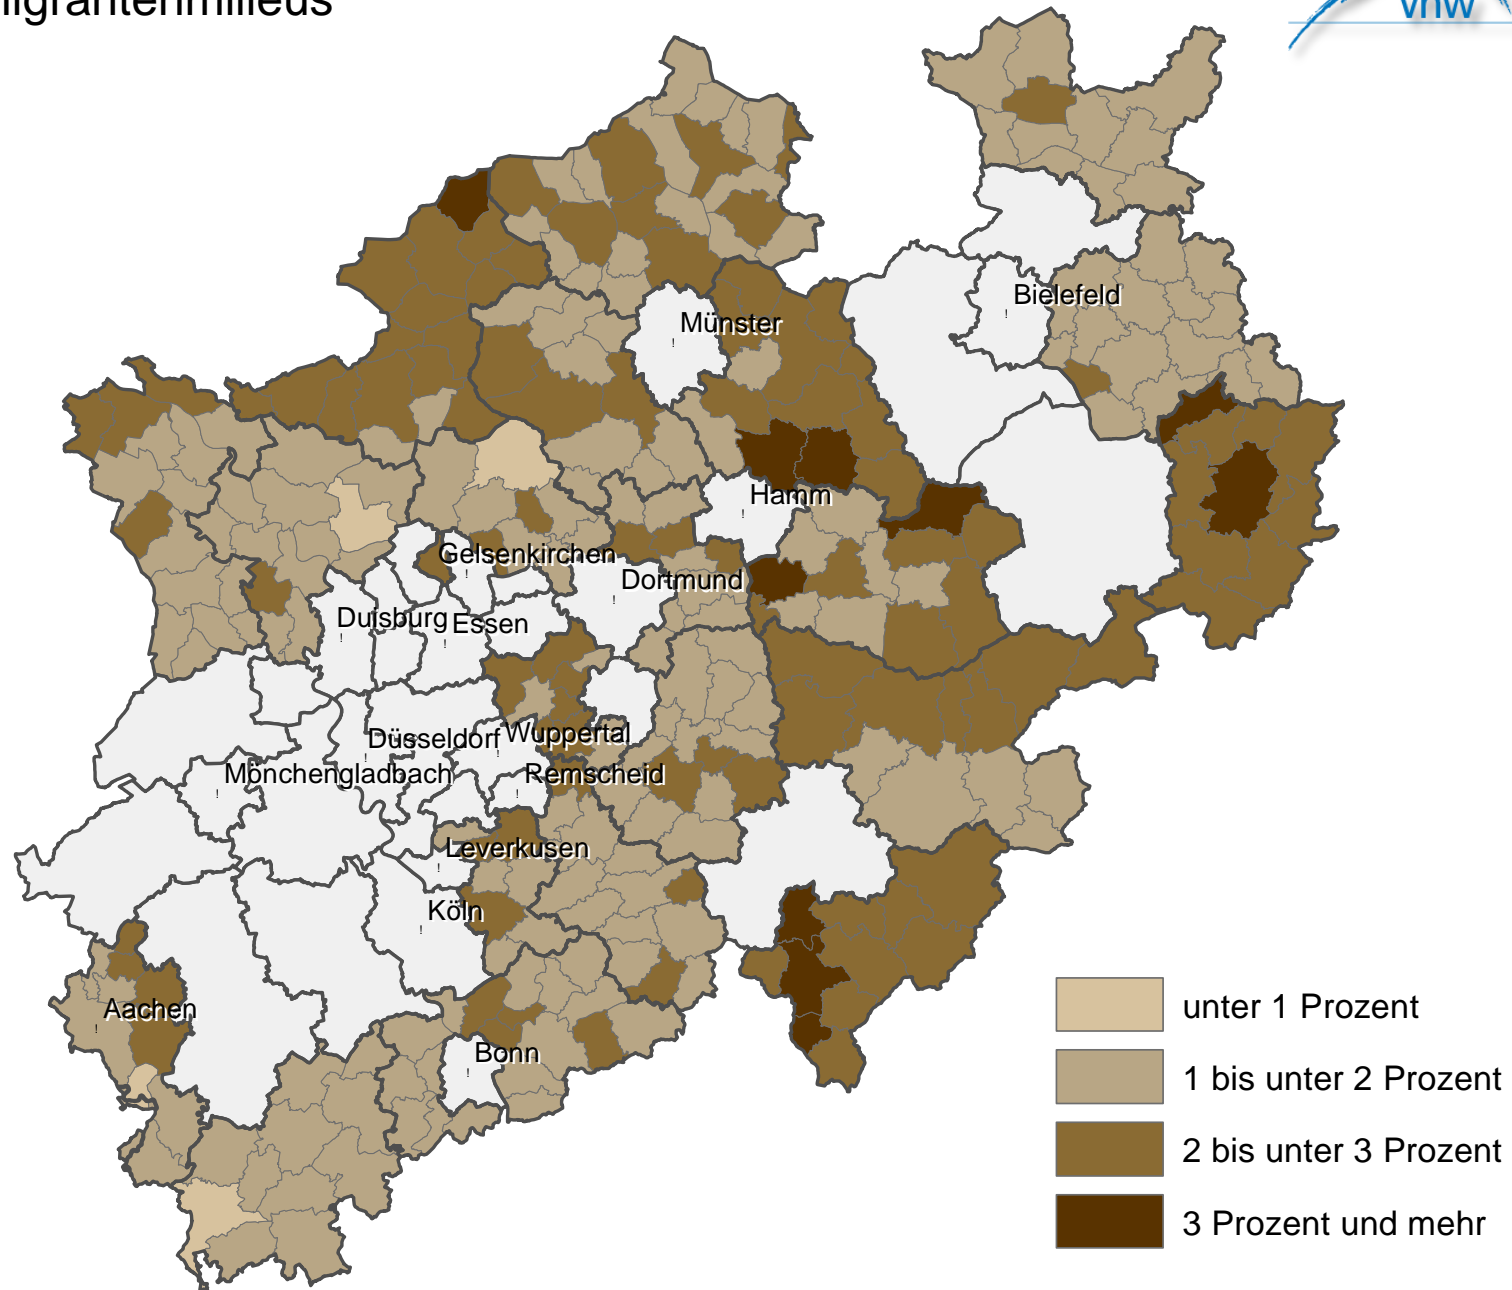 vhw
Bielefeld
Münster
Hamm
Gelsenkirchen
Dortmund
Duisburg
Essen
Düsseldorf
Wuppertal
Mönchengladbach
Remscheid
Leverkusen
Köln
Aachen
Bonn
unter 1 Prozent
1 bis unter 2 Prozent
2 bis unter 3 Prozent
3 Prozent und mehr